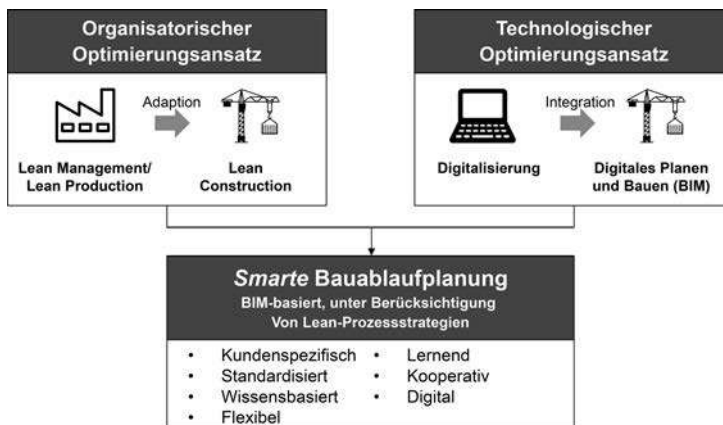 Organisatorischer
Optimierungsansatz
Adaption
Lean Management/
Lean Production
Lean
Construction
Technologischer
Optimierungsansatz
Integration
Digitalisierung
Digitales Planen
und Bauen (BIM)
Smarte Bauablaufplanung
BIM-basiert, unter Berücksichtigung
Von Lean-Prozessstrategien
• Kundenspezifisch
• Standardisiert
• Wissensbasiert
• Flexibel
• Lernend
• Kooperativ
• Digital